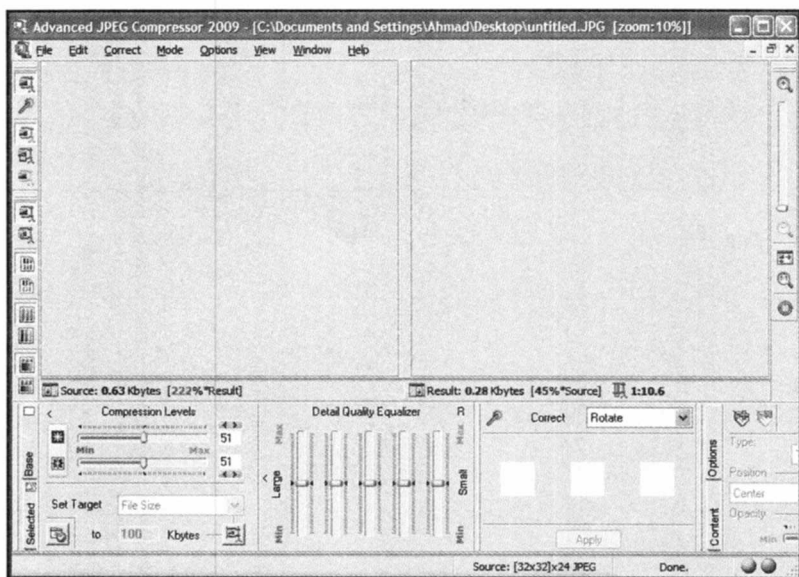 Advanced JPEG Compressor 2009 - [C:\Documents and Settings\Ahmad\Desktop\untitled.JPG [zoom:10%]]
File Edit Correct Mode Options View Window Help
Source: 0.63 Kbytes [222%*Result]
Result: 0.28 Kbytes [45%*Source] 1:10.6
Compression Levels
51
Min Max
51
Set Target File Size
to 100 Kbytes
Base
Selected
Detail Quality Equalizer R
Max Max
Large Small
Min Min
Correct Rotate
Apply
Options
Content
Type:
Position
Center
Opacity
Min
Source: [32x32]x24 JPEG Done.